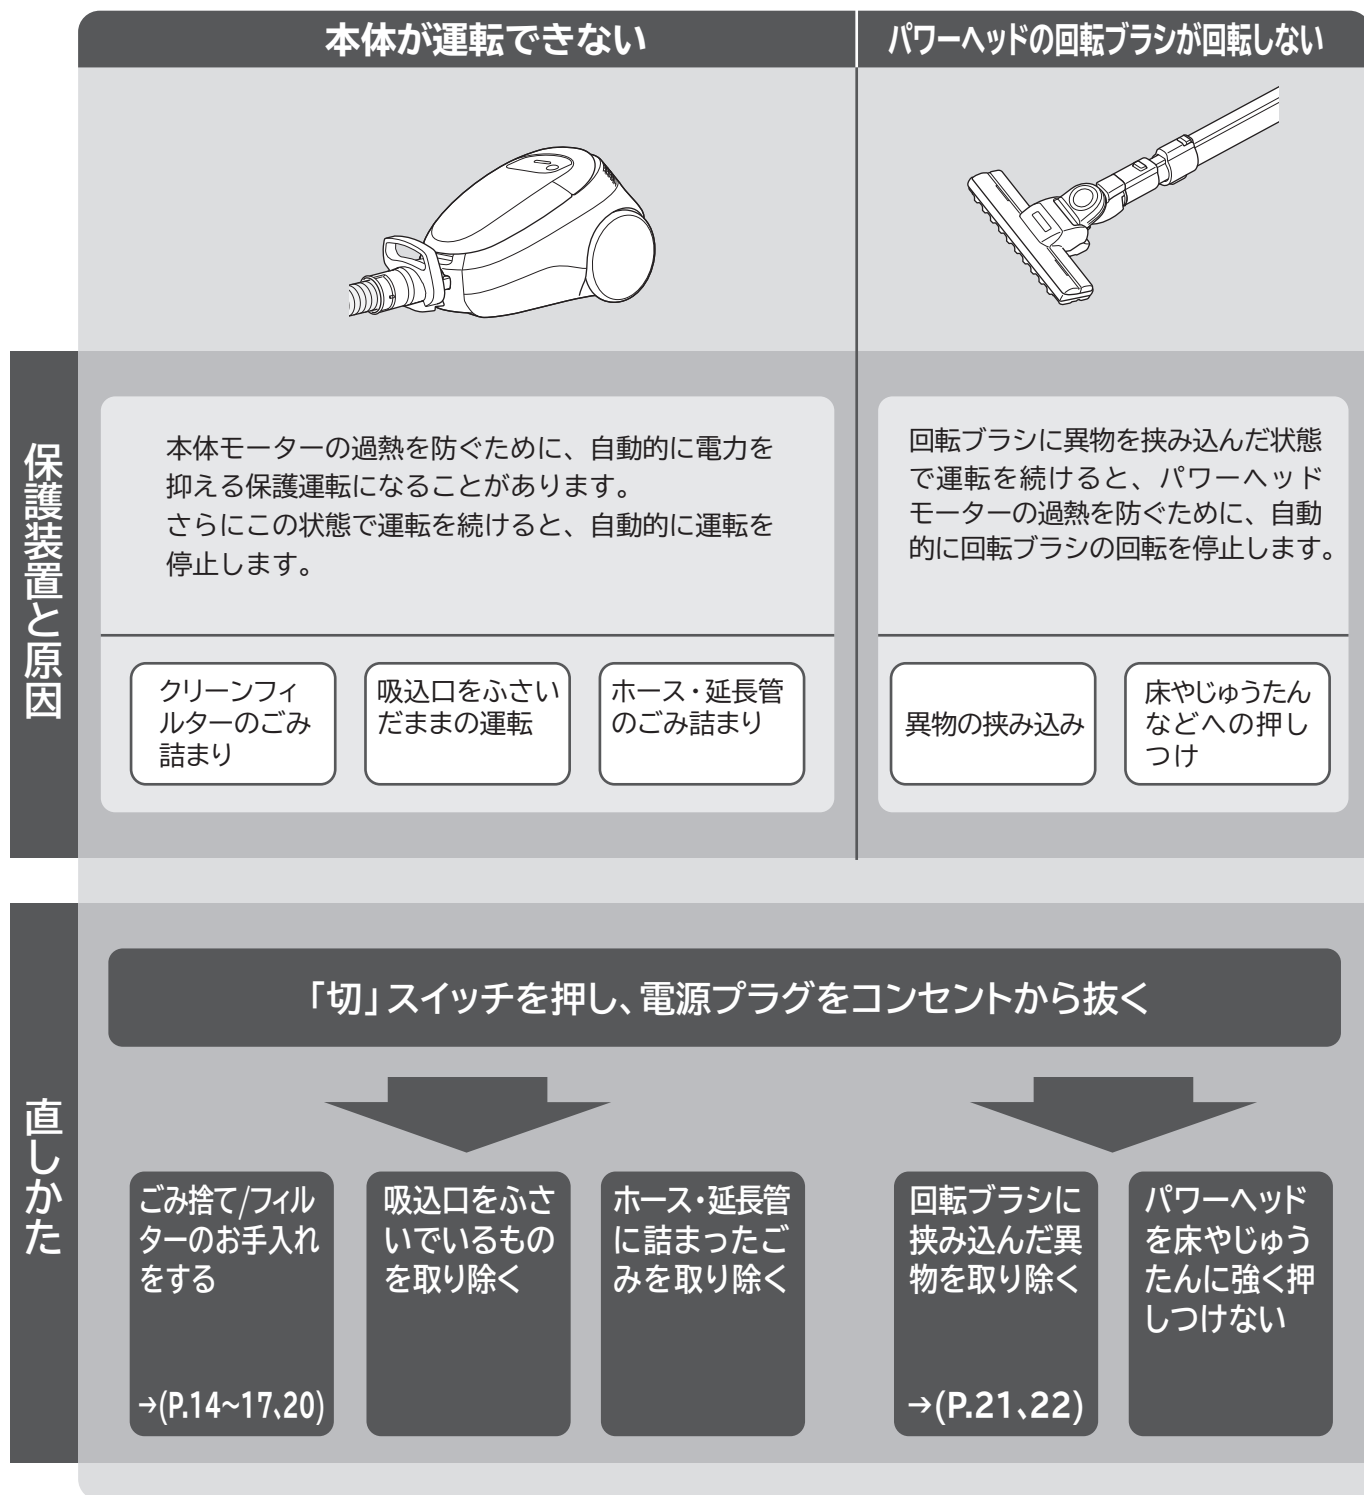 本体が運転できない
パワーヘッドの回転ブラシが回転しない
保護装置と原因
本体モーターの過熱を防ぐために、自動的に電力を
抑える保護運転になることがあります。
さらにこの状態で運転を続けると、自動的に運転を
停止します。
クリーンフィ
ルターのごみ
詰まり
吸込口をふさい
だままの運転
ホース・延長管
のごみ詰まり
回転ブラシに異物を挟み込んだ状態
で運転を続けると、パワーヘッド
モーターの過熱を防ぐために、自動
的に回転ブラシの回転を停止します。
異物の挟み込み
床やじゅうたん
などへの押し
つけ
直しかた
「切」スイッチを押し、電源プラグをコンセントから抜く
ごみ捨て/フィル
ターのお手入れ
をする
→(P.14~17、20)
吸込口をふさ
いでいるもの
を取り除く
ホース・延長管
に詰まったご
みを取り除く
回転ブラシに
挟み込んだ異
物を取り除く
→(P.21、22)
パワーヘッド
を床やじゅう
たんに強く押
しつけない